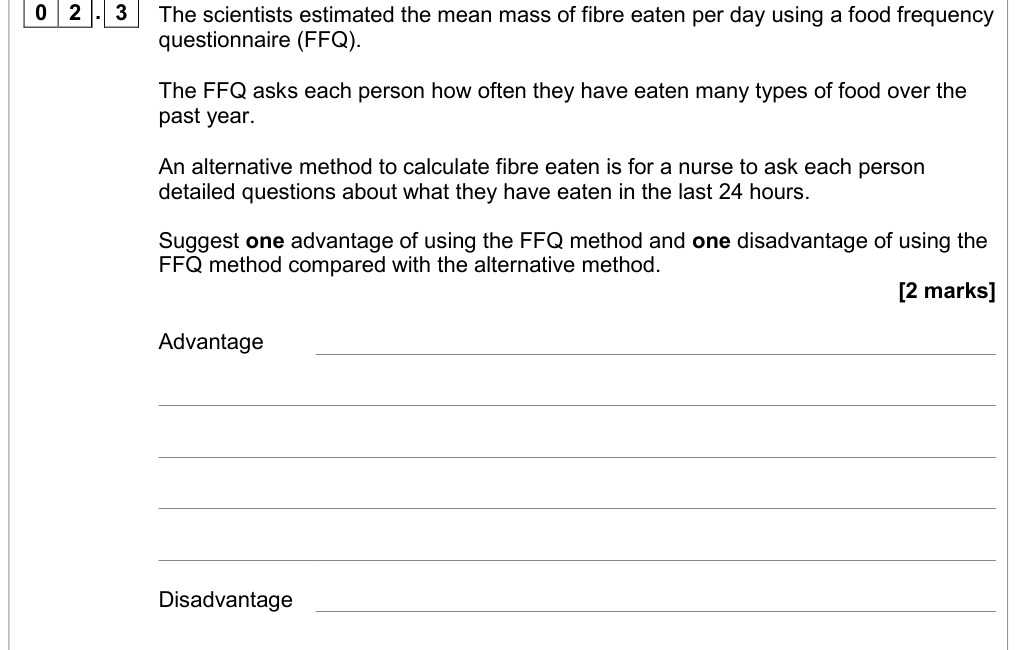 0 2 . 3 The scientists estimated the mean mass of fibre eaten per day using a food frequency
questionnaire (FFQ).
The FFQ asks each person how often they have eaten many types of food over the
past year.
An alternative method to calculate fibre eaten is for a nurse to ask each person
detailed questions about what they have eaten in the last 24 hours.
Suggest one advantage of using the FFQ method and one disadvantage of using the
FFQ method compared with the alternative method.
[2 marks]
Advantage
Disadvantage